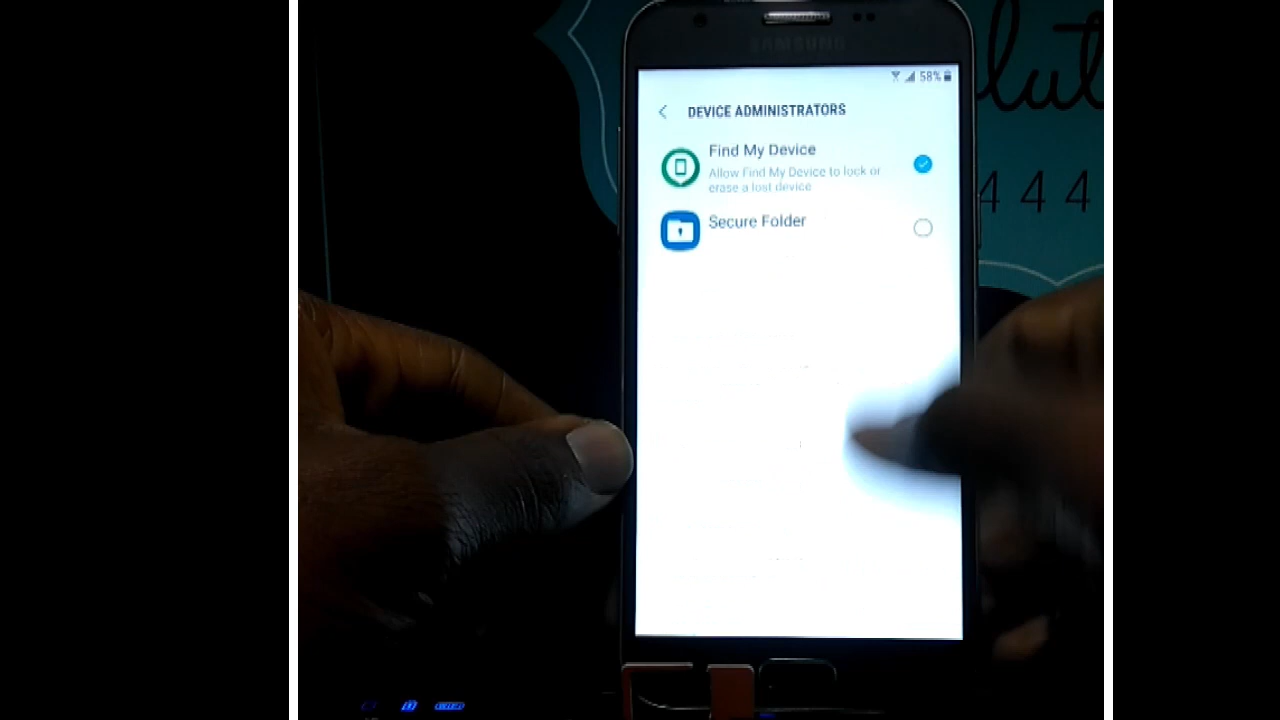 SAMSUNG
58%
DEVICE ADMINISTRATORS
Find My Device
Allow Find My Device to lock or
erase a lost device
Secure Folder
444